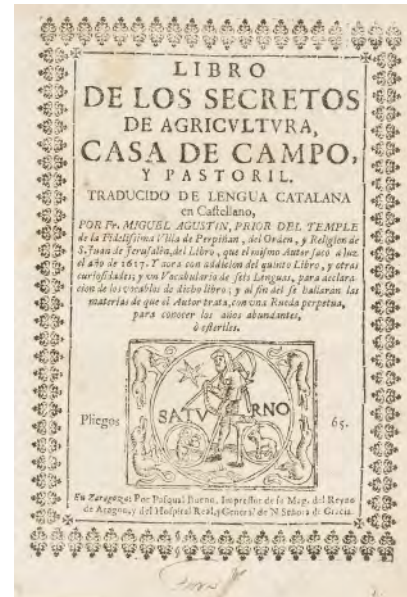 LIBRO
DE LOS SECRETOS
DE AGRICVLTVRA,
CASA DE CAMPO,
Y PASTORIL.
TRADUCIDO DE LENGUA CATALANA
en Castellano,
POR Fr. MIGUEL AGUSTIN, PRIOR DEL TEMPLE
de la Fidelissima Villa de Perpiñan, del Orden, y Religion de
S. Juan de Jerusalèn, del Libro, que el mismo Autor sacò à luz
el año de 1617. Y aora con addicion del quinto Libro, y otras
curiosidades; y vn Vocabulario de seis Lenguas, para declara-
cion de los vocablos de dicho libro; y al fin del se hallaran las
materias de que el Autor trata, con vna Rueda perpetua,
para conocer los años abundantes,
ò esteriles.
Pliegos SATVRNO 65.
En Zaragoza: Por Pasqual Bueno, Impressor de su Mag. del Reyno
de Aragon, y del Hospital Real, y General de N. Señora de Gracia.